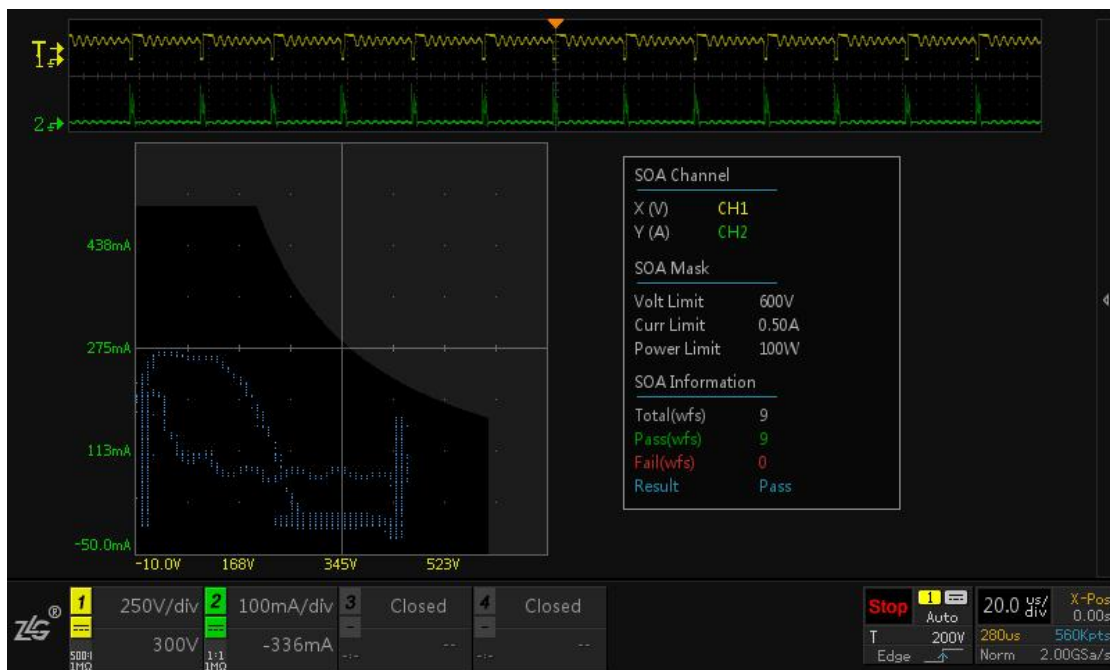 T
1
2
438mA
275mA
113mA
-50.0mA
-10.0V 168V 345V 523V
SOA Channel
X (V) CH1
Y (A) CH2
SOA Mask
Volt Limit 600V
Curr Limit 0.50A
Power Limit 100W
SOA Information
Total(wfs) 9
Pass(wfs) 9
Fail(wfs) 0
Result Pass
ZLG®
1 250V/div 2 100mA/div 3 Closed 4 Closed
500:1 1MΩ 300V 1:1 1MΩ -336mA -:- -- -:- --
Stop 1 Auto 20.0 us/div X-Pos 0.00s
T 200V 280us 560Kpts
Edge Norm 2.00GSa/s